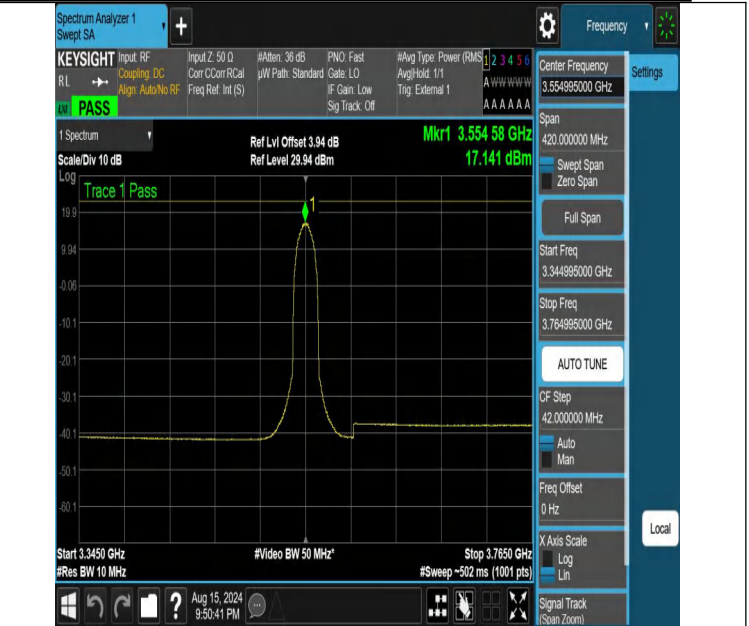 Spectrum Analyzer 1
Swept SA
+
Frequency
KEYSIGHT
RL
LXI
PASS
Input: RF
Coupling: DC
Align: Auto/No RF
Input Z: 50 Ω
Corr CCorr RCal
Freq Ref: Int (S)
#Atten: 36 dB
µW Path: Standard
PNO: Fast
Gate: LO
IF Gain: Low
Sig Track: Off
#Avg Type: Power (RMS
Avg|Hold: 1/1
Trig: External 1
1 2 3 4 5 6
A W W W W W
A A A A A A
Center Frequency
3.554995000 GHz
Settings
Span
420.000000 MHz
Swept Span
Zero Span
Full Span
Start Freq
3.344995000 GHz
Stop Freq
3.764995000 GHz
AUTO TUNE
CF Step
42.000000 MHz
Auto
Man
Freq Offset
0 Hz
X Axis Scale
Log
Lin
Signal Track
(Span Zoom)
Local
1 Spectrum
Scale/Div 10 dB
Ref Lvl Offset 3.94 dB
Ref Level 29.94 dBm
Mkr1 3.554 58 GHz
17.141 dBm
Log
Trace 1 Pass
1
19.9
9.94
-0.06
-10.1
-20.1
-30.1
-40.1
-50.1
-60.1
Start 3.3450 GHz
#Video BW 50 MHz*
Stop 3.7650 GHz
#Res BW 10 MHz
#Sweep ~502 ms (1001 pts)
?
Aug 15, 2024
9:50:41 PM